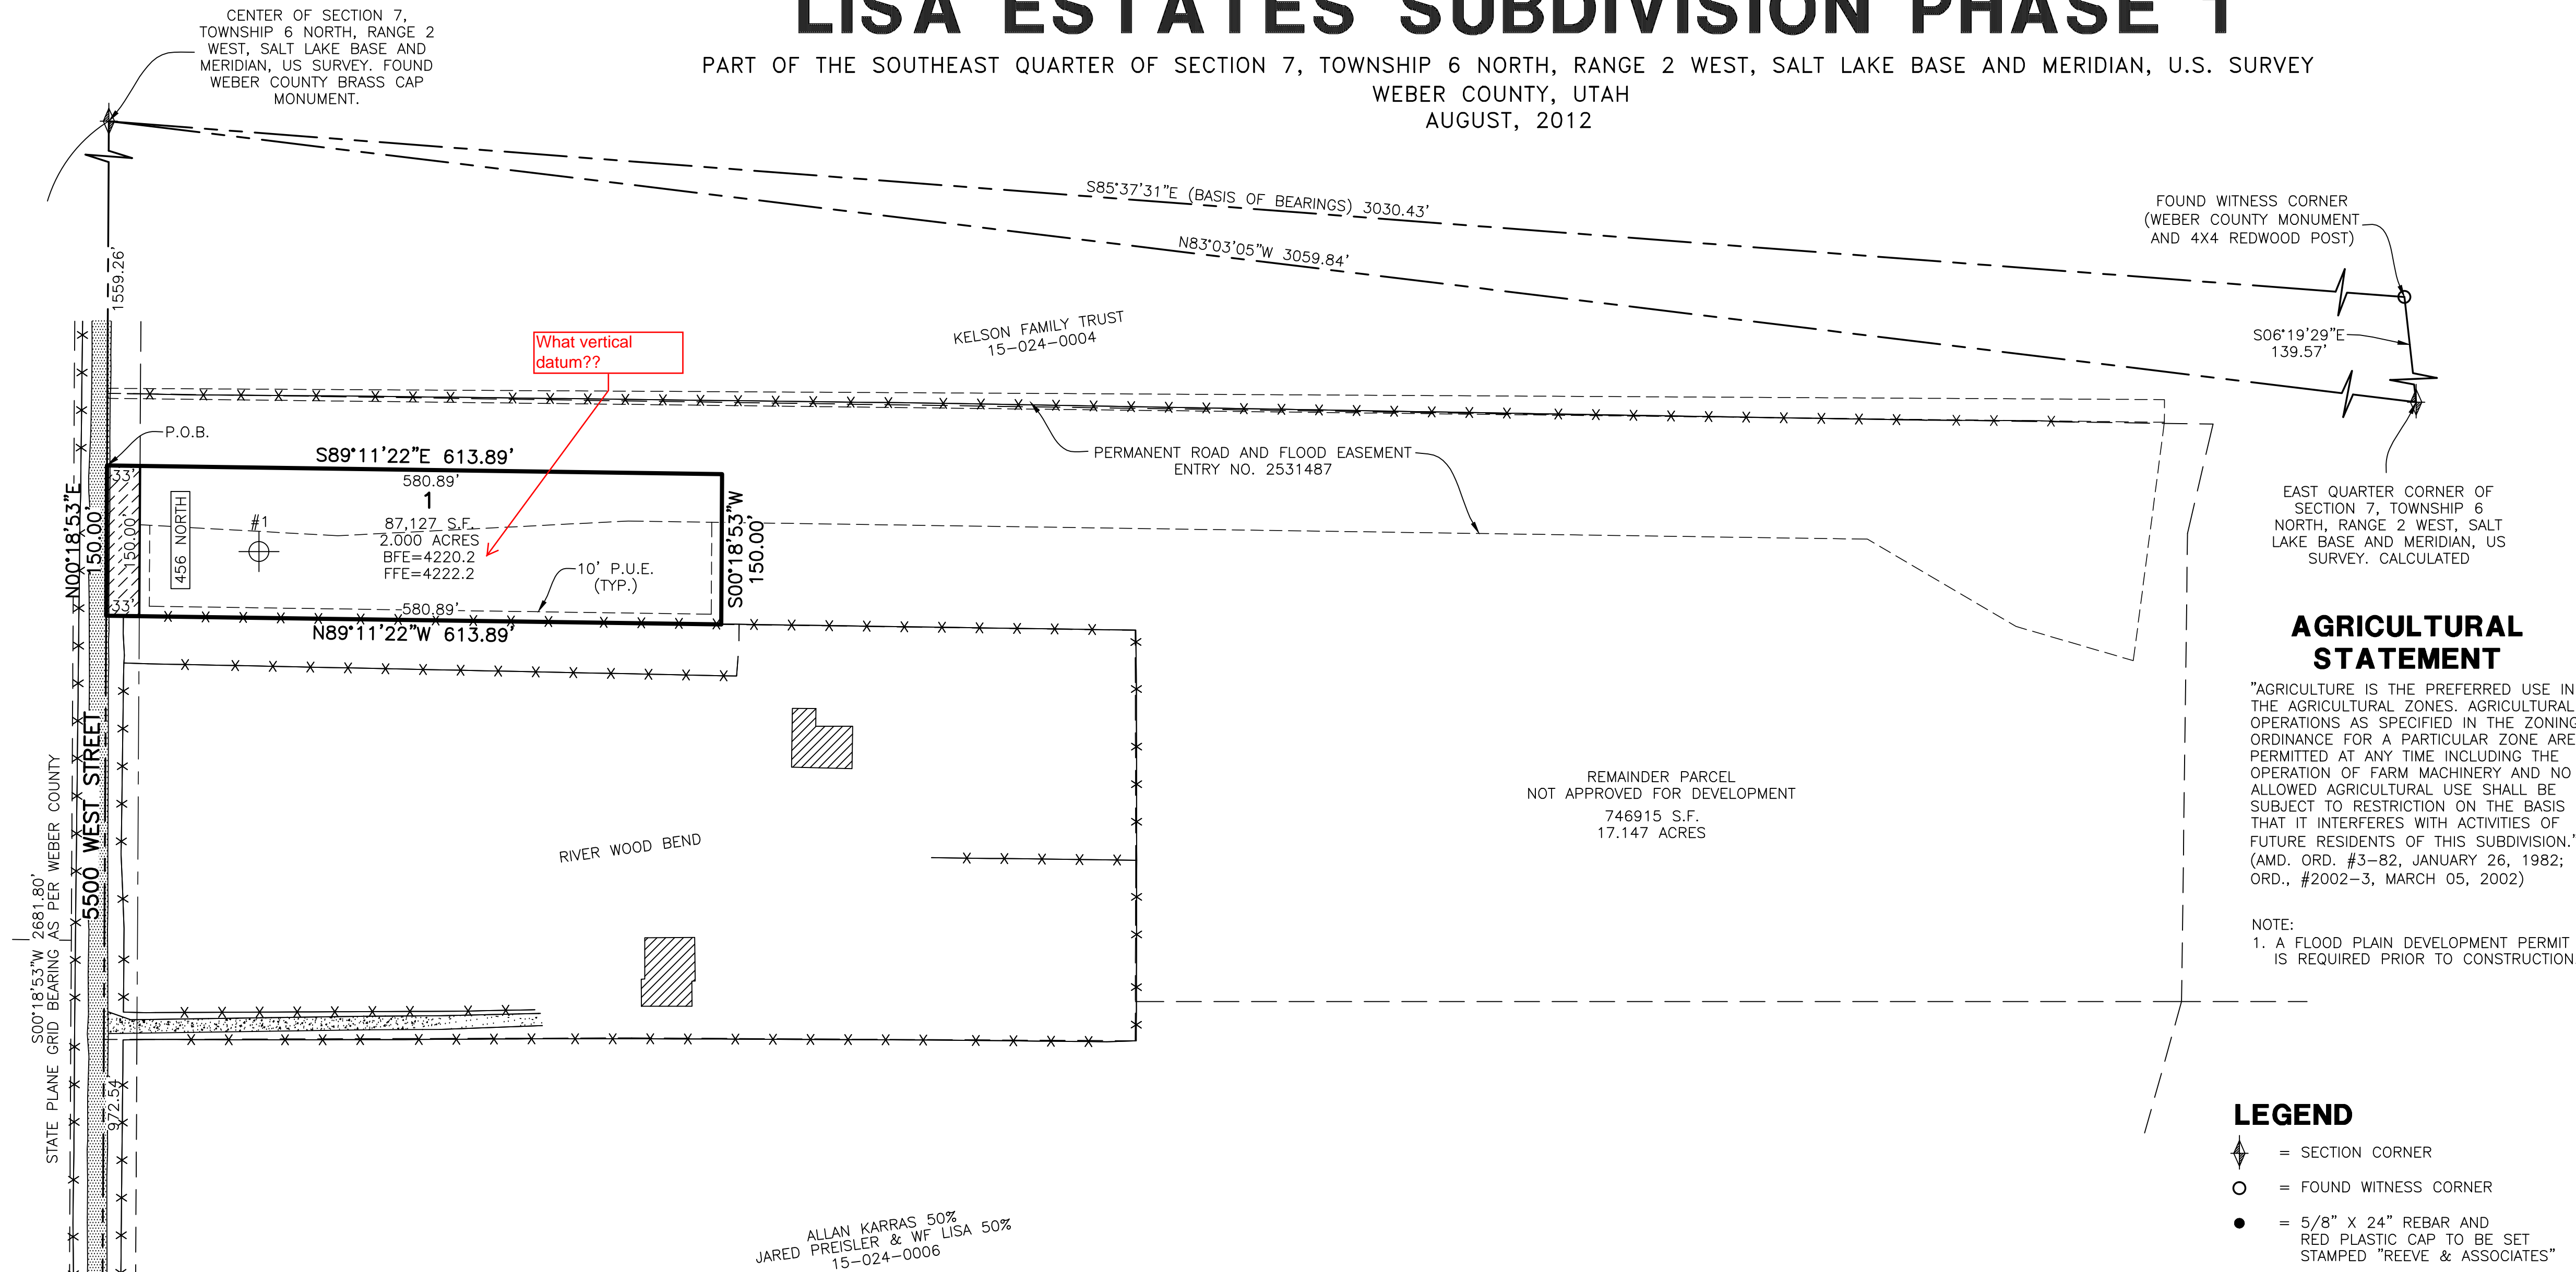 LISA ESTATES SUBDIVISION PHASE 1
PART OF THE SOUTHEAST QUARTER OF SECTION 7, TOWNSHIP 6 NORTH, RANGE 2 WEST, SALT LAKE BASE AND MERIDIAN, U.S. SURVEY
WEBER COUNTY, UTAH
AUGUST, 2012
CENTER OF SECTION 7,
TOWNSHIP 6 NORTH, RANGE 2
WEST, SALT LAKE BASE AND
MERIDIAN, US SURVEY. FOUND
WEBER COUNTY BRASS CAP
MONUMENT.
S85°37'31"E (BASIS OF BEARINGS) 3030.43'
N83°03'05"W 3059.84'
FOUND WITNESS CORNER
(WEBER COUNTY MONUMENT
AND 4X4 REDWOOD POST)
S06°19'29"E
139.57'
EAST QUARTER CORNER OF
SECTION 7, TOWNSHIP 6
NORTH, RANGE 2 WEST, SALT
LAKE BASE AND MERIDIAN, US
SURVEY. CALCULATED
1559.26'
What vertical
datum??
KELSON FAMILY TRUST
15-024-0004
P.O.B.
PERMANENT ROAD AND FLOOD EASEMENT
ENTRY NO. 2531487
S89°11'22"E 613.89'
33'
580.89'
1
87,127 S.F.
2.000 ACRES
BFE=4220.2
FFE=4222.2
#1
456 NORTH
N00°18'53"E
150.00'
150.00'
S00°18'53"W
150.00'
10' P.U.E.
(TYP.)
33'
580.89'
N89°11'22"W 613.89'
5500 WEST STREET
S00°18'53"W 2681.80'
STATE PLANE GRID BEARING AS PER WEBER COUNTY
972.54'
RIVER WOOD BEND
REMAINDER PARCEL
NOT APPROVED FOR DEVELOPMENT
746915 S.F.
17.147 ACRES
ALLAN KARRAS 50%
JARED PREISLER & WF LISA 50%
15-024-0006
AGRICULTURAL
STATEMENT
"AGRICULTURE IS THE PREFERRED USE IN
THE AGRICULTURAL ZONES. AGRICULTURAL
OPERATIONS AS SPECIFIED IN THE ZONING
ORDINANCE FOR A PARTICULAR ZONE ARE
PERMITTED AT ANY TIME INCLUDING THE
OPERATION OF FARM MACHINERY AND NO
ALLOWED AGRICULTURAL USE SHALL BE
SUBJECT TO RESTRICTION ON THE BASIS
THAT IT INTERFERES WITH ACTIVITIES OF
FUTURE RESIDENTS OF THIS SUBDIVISION."
(AMD. ORD. #3-82, JANUARY 26, 1982;
ORD., #2002-3, MARCH 05, 2002)
NOTE:
1. A FLOOD PLAIN DEVELOPMENT PERMIT
IS REQUIRED PRIOR TO CONSTRUCTION
LEGEND
= SECTION CORNER
= FOUND WITNESS CORNER
= 5/8" X 24" REBAR AND
RED PLASTIC CAP TO BE SET
STAMPED "REEVE & ASSOCIATES"